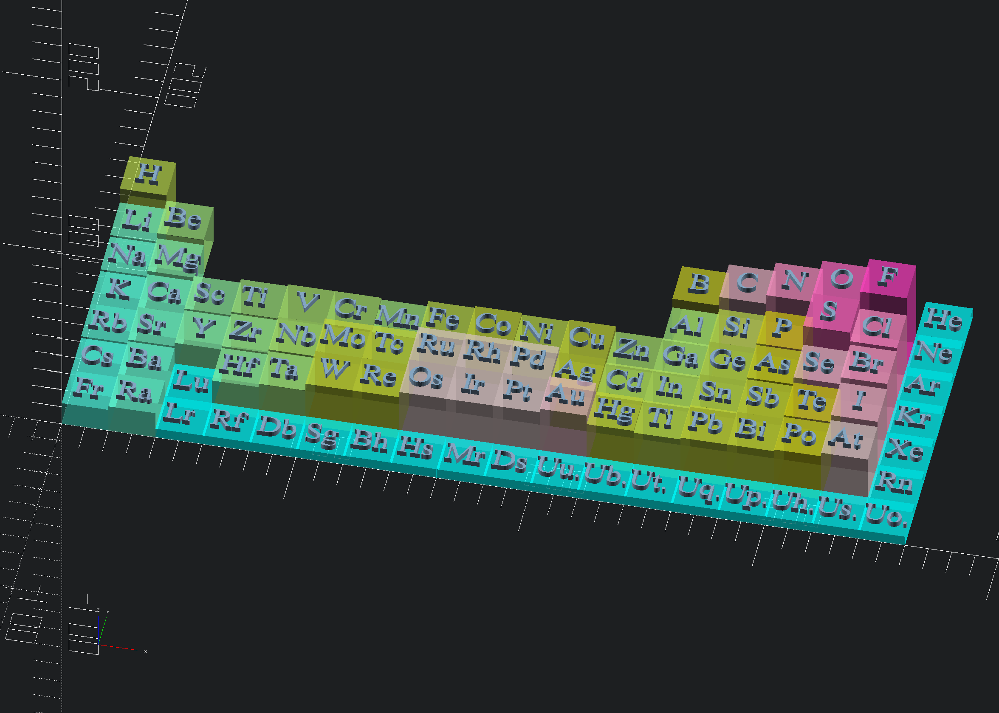 H He
Li Be B C N O F Ne
Na Mg Al Si P S Cl Ar
K Ca Sc Ti V Cr Mn Fe Co Ni Cu Zn Ga Ge As Se Br Kr
Rb Sr Y Zr Nb Mo Tc Ru Rh Pd Ag Cd In Sn Sb Te I Xe
Cs Ba Lu Hf Ta W Re Os Ir Pt Au Hg Ti Pb Bi Po At Rn
Fr Ra Lr Rf Db Sg Bh Hs Mr Ds Uu. Ub. Ut. Uq. Up. Uh. Us. Uo.
z y
x